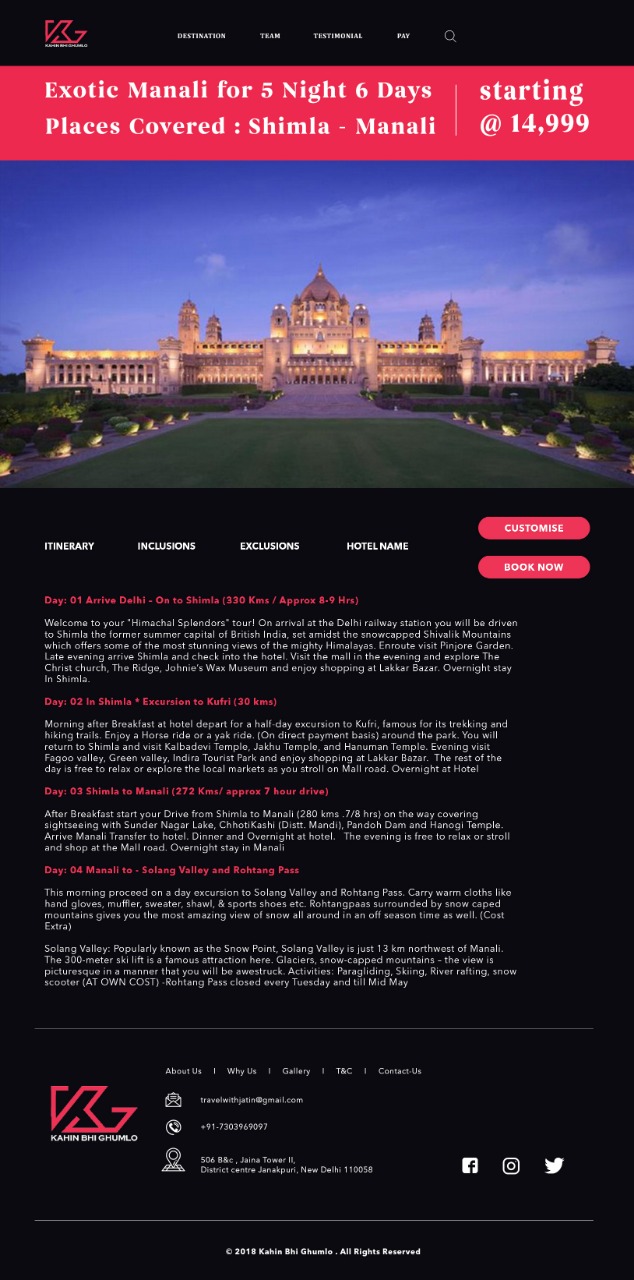 KAHIN BHI GHUMLO
DESTINATION
TEAM
TESTIMONIAL
PAY
Exotic Manali for 5 Night 6 Days
Places Covered : Shimla - Manali
starting
@ 14,999
CUSTOMISE
ITINERARY
INCLUSIONS
EXCLUSIONS
HOTEL NAME
BOOK NOW
Day: 01 Arrive Delhi – On to Shimla (330 Kms / Approx 8-9 Hrs)
Welcome to your "Himachal Splendors" tour! On arrival at the Delhi railway station you will be driven
to Shimla the former summer capital of British India, set amidst the snowcapped Shivalik Mountains
which offers some of the most stunning views of the mighty Himalayas. Enroute visit Pinjore Garden.
Late evening arrive Shimla and check into the hotel. Visit the mall in the evening and explore The
Christ church, The Ridge, Johnie's Wax Museum and enjoy shopping at Lakkar Bazar. Overnight stay
In Shimla.
Day: 02 In Shimla * Excursion to Kufri (30 kms)
Morning after Breakfast at hotel depart for a half-day excursion to Kufri, famous for its trekking and
hiking trails. Enjoy a Horse ride or a yak ride. (On direct payment basis) around the park. You will
return to Shimla and visit Kalbadevi Temple, Jakhu Temple, and Hanuman Temple. Evening visit
Fagoo valley, Green valley, Indira Tourist Park and enjoy shopping at Lakkar Bazar. The rest of the
day is free to relax or explore the local markets as you stroll on Mall road. Overnight at Hotel
Day: 03 Shimla to Manali (272 Kms/ approx 7 hour drive)
After Breakfast start your Drive from Shimla to Manali (280 kms .7/8 hrs) on the way covering
sightseeing with Sunder Nagar Lake, ChhotiKashi (Distt. Mandi), Pandoh Dam and Hanogi Temple.
Arrive Manali Transfer to hotel. Dinner and Overnight at hotel. The evening is free to relax or stroll
and shop at the Mall road. Overnight stay in Manali
Day: 04 Manali to - Solang Valley and Rohtang Pass
This morning proceed on a day excursion to Solang Valley and Rohtang Pass. Carry warm cloths like
hand gloves, muffler, sweater, shawl, & sports shoes etc. Rohtangpaas surrounded by snow caped
mountains gives you the most amazing view of snow all around in an off season time as well. (Cost
Extra)
Solang Valley: Popularly known as the Snow Point, Solang Valley is just 13 km northwest of Manali.
The 300-meter ski lift is a famous attraction here. Glaciers, snow-capped mountains – the view is
picturesque in a manner that you will be awestruck. Activities: Paragliding, Skiing, River rafting, snow
scooter (AT OWN COST) -Rohtang Pass closed every Tuesday and till Mid May
About Us | Why Us | Gallery | T&C | Contact-Us
KAHIN BHI GHUMLO
travelwithjatin@gmail.com
+91-7303969097
506 B&c , Jaina Tower II,
District centre Janakpuri, New Delhi 110058
© 2018 Kahin Bhi Ghumlo . All Rights Reserved